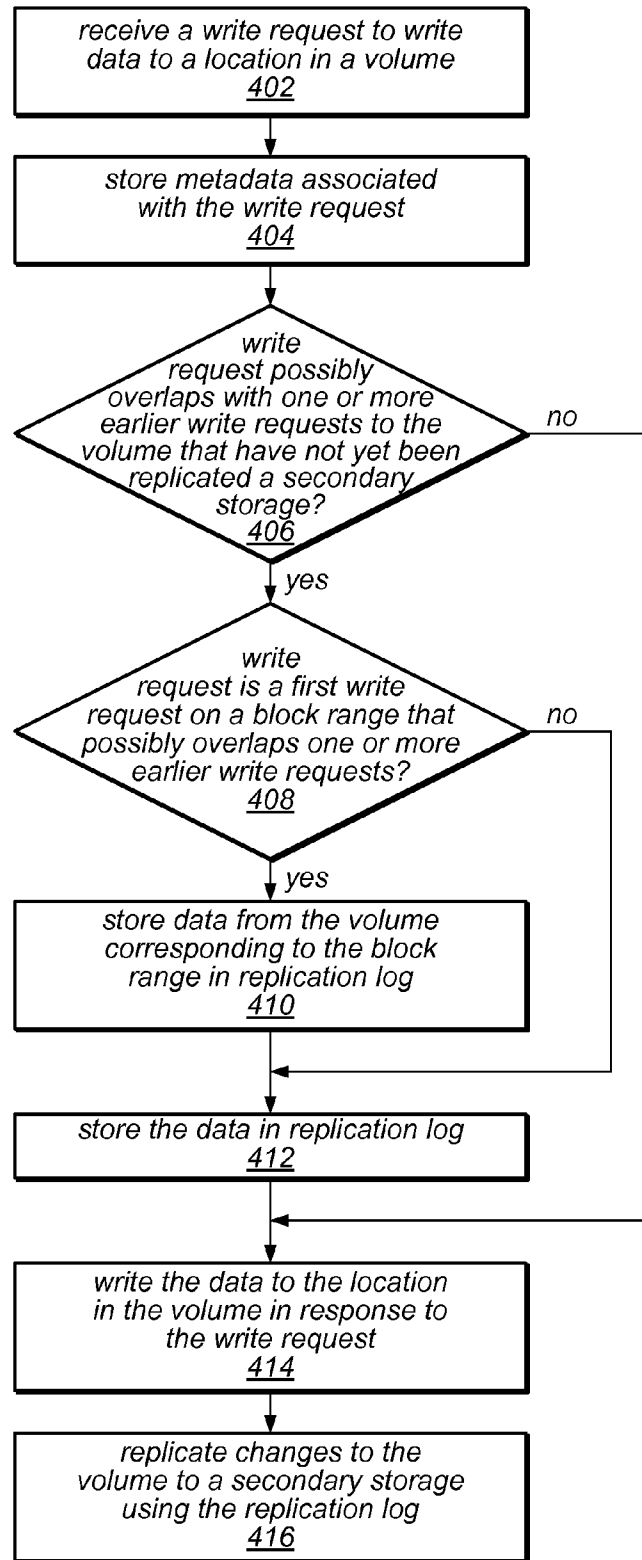 receive a write request to write
data to a location in a volume
402
store metadata associated
with the write request
404
write
request possibly
overlaps with one or more
earlier write requests to the
volume that have not yet been
replicated a secondary
storage?
406
no
yes
write
request is a first write
request on a block range that
possibly overlaps one or more
earlier write requests?
408
no
yes
store data from the volume
corresponding to the block
range in replication log
410
store the data in replication log
412
write the data to the location
in the volume in response to
the write request
414
replicate changes to the
volume to a secondary storage
using the replication log
416